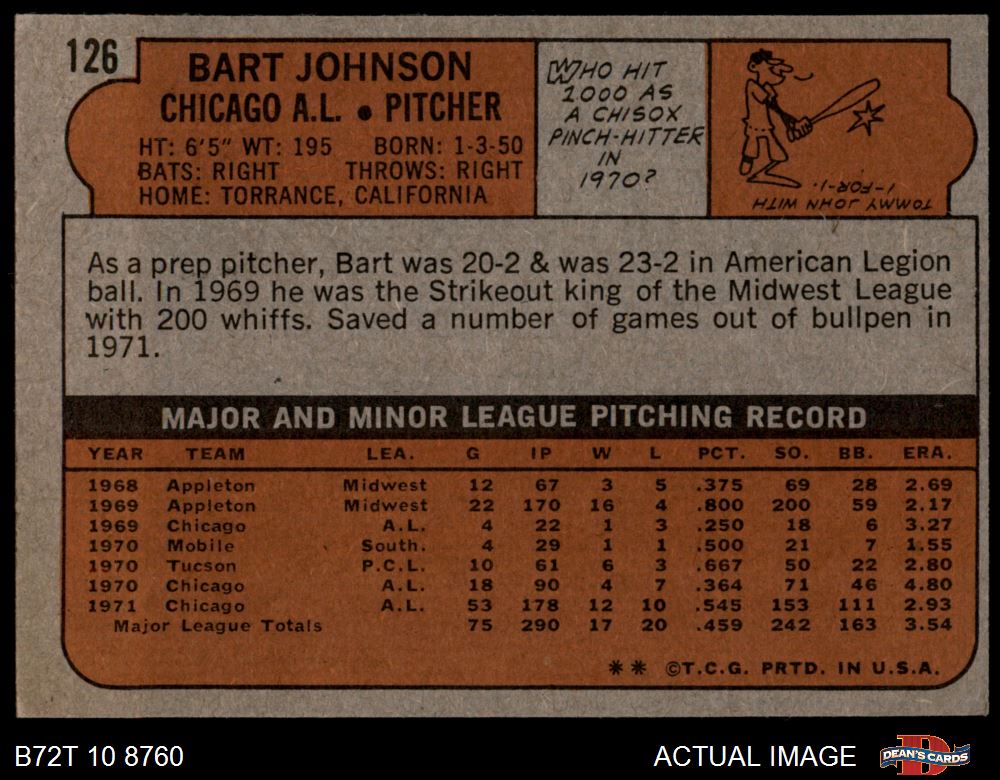 126
BART JOHNSON
CHICAGO A.L. • PITCHER
HT: 6'5" WT: 195 BORN: 1-3-50
BATS: RIGHT THROWS: RIGHT
HOME: TORRANCE, CALIFORNIA
WHO HIT
1.000 AS
A CHISOX
PINCH-HITTER
IN
1970?
TOMMY JOHN WITH
1-FOR-1.
As a prep pitcher, Bart was 20-2 & was 23-2 in American Legion
ball. In 1969 he was the Strikeout king of the Midwest League
with 200 whiffs. Saved a number of games out of bullpen in
1971.
MAJOR AND MINOR LEAGUE PITCHING RECORD
YEAR TEAM LEA. G IP W L PCT. SO. BB. ERA.
1968 Appleton Midwest 12 67 3 5 .375 69 28 2.69
1969 Appleton Midwest 22 170 16 4 .800 200 59 2.17
1969 Chicago A.L. 4 22 1 3 .250 18 6 3.27
1970 Mobile South. 4 29 1 1 .500 21 7 1.55
1970 Tucson P.C.L. 10 61 6 3 .667 50 22 2.80
1970 Chicago A.L. 18 90 4 7 .364 71 46 4.80
1971 Chicago A.L. 53 178 12 10 .545 153 111 2.93
Major League Totals 75 290 17 20 .459 242 163 3.54
** ©T.C.G. PRTD. IN U.S.A.
B72T 10 8760
ACTUAL IMAGE
DEAN'S CARDS